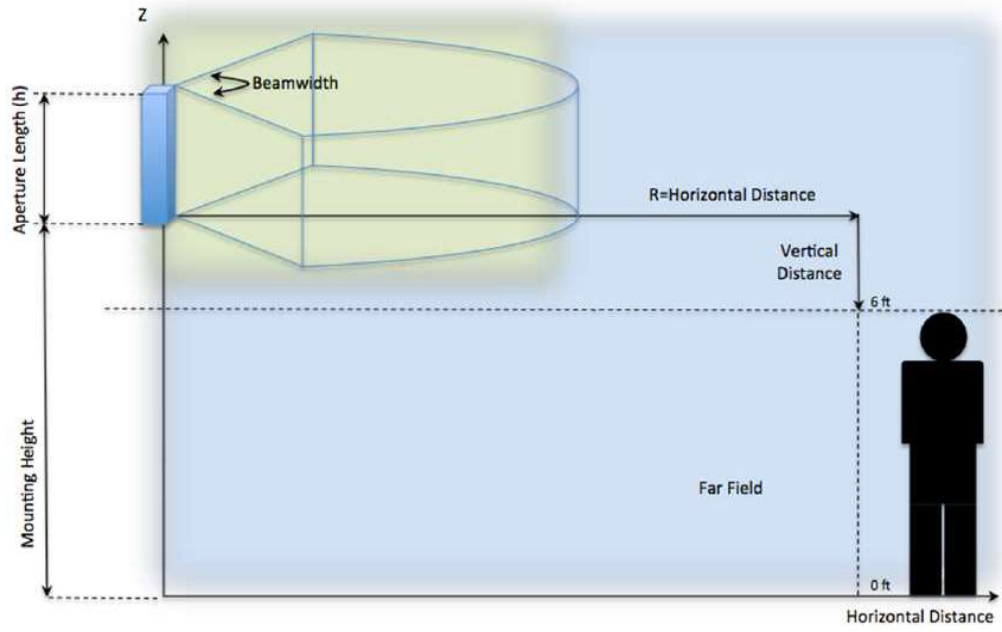 Z
Beamwidth
Aperture Length (h)
R=Horizontal Distance
Vertical
Distance
6 ft
Mounting Height
Far Field
0 ft
Horizontal Distance